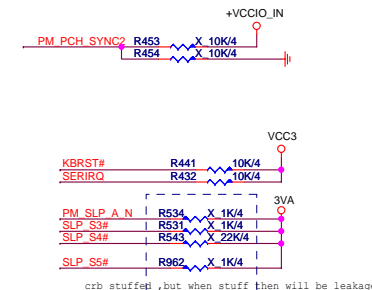 +VCCIO_IN
PM_PCH_SYNC2 R453 X_10K/4
R454 X_10K/4
VCC3
KBRST# R441 10K/4
SERIRQ R432 10K/4
3VA
PM_SLP_A_N R534 X_1K/4
SLP_S3# R531 X_1K/4
SLP_S4# R543 X_22K/4
SLP_S5# R962 X_1K/4
crb stuffed ,but when stuff then will be leakage